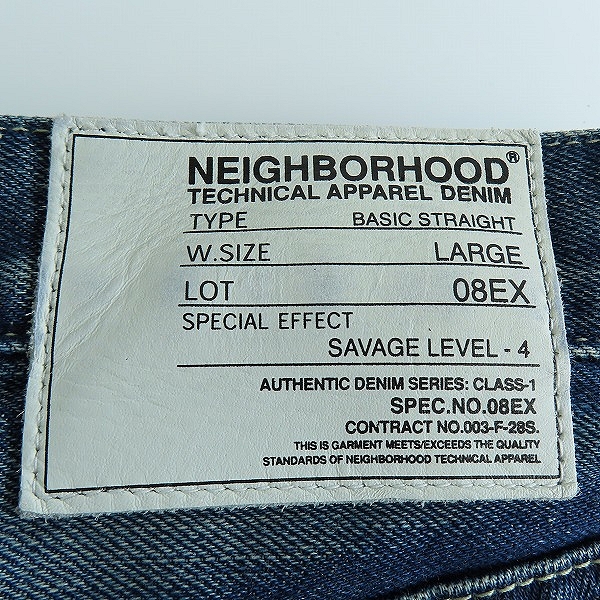 NEIGHBORHOOD®
TECHNICAL APPAREL DENIM
TYPE BASIC STRAIGHT
W.SIZE LARGE
LOT 08EX
SPECIAL EFFECT
SAVAGE LEVEL - 4
AUTHENTIC DENIM SERIES: CLASS-1
SPEC.NO.08EX
CONTRACT NO.003-F-28S.
THIS IS GARMENT MEETS/EXCEEDS THE QUALITY
STANDARDS OF NEIGHBORHOOD TECHNICAL APPAREL